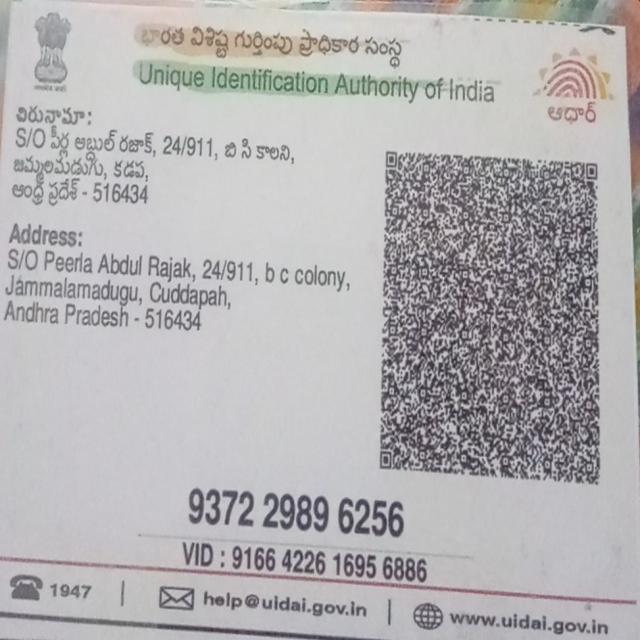 భారత విశిష్ట గుర్తింపు ప్రాధికార సంస్థ
Unique Identification Authority of India
ఆధార్
చిరునామా:
S/O పీర్ల అబ్దుల్ రజాక్, 24/911, బి సి కాలని,
జమ్మలమడుగు, కడప,
ఆంధ్ర ప్రదేశ్ - 516434
Address:
S/O Peerla Abdul Rajak, 24/911, b c colony,
Jammalamadugu, Cuddapah,
Andhra Pradesh - 516434
9372 2989 6256
VID : 9166 4226 1695 6886
1947
help@uidai.gov.in
www.uidai.gov.in